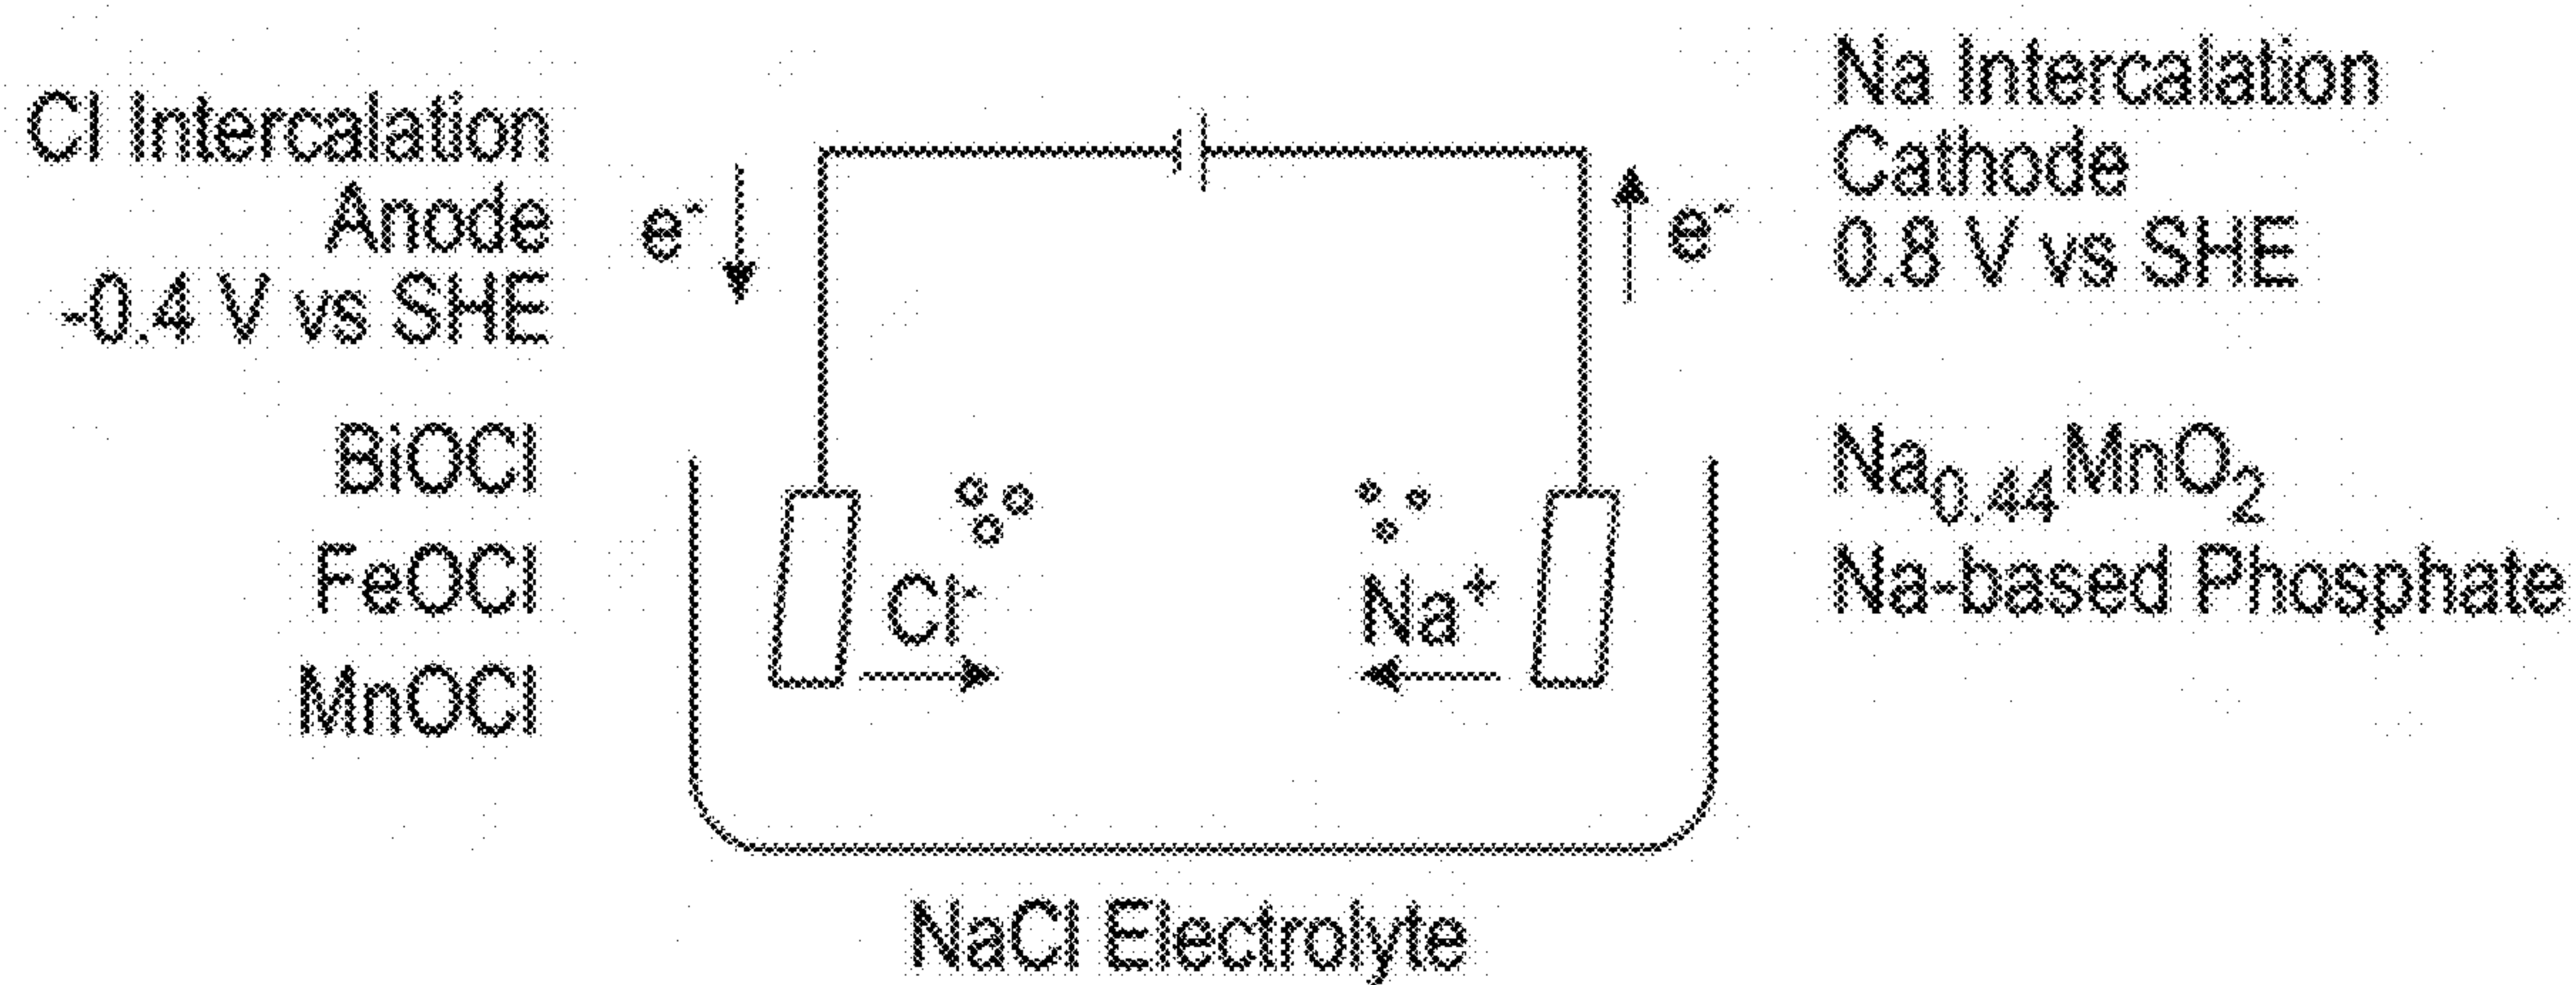 Cl Intercalation
Anode
-0.4 V vs SHE
BiOCl
FeOCl
MnOCl
e⁻
e⁻
Cl⁻
Na⁺
Na Intercalation
Cathode
0.8 V vs SHE
Na₀.₄₄MnO₂
Na-based Phosphate
NaCl Electrolyte